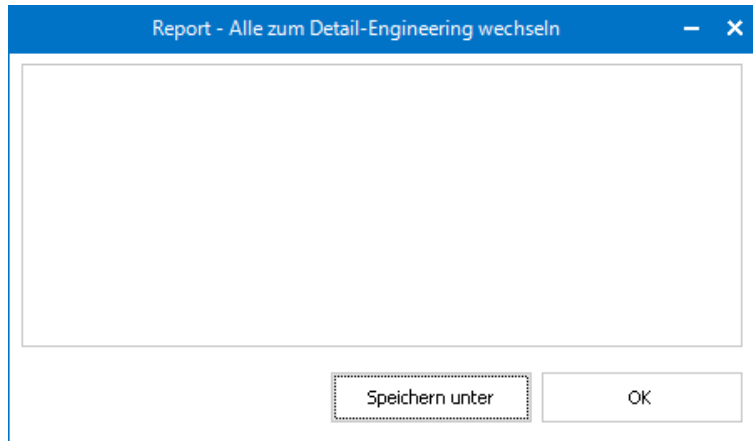 Report - Alle zum Detail-Engineering wechseln
Speichern unter
OK